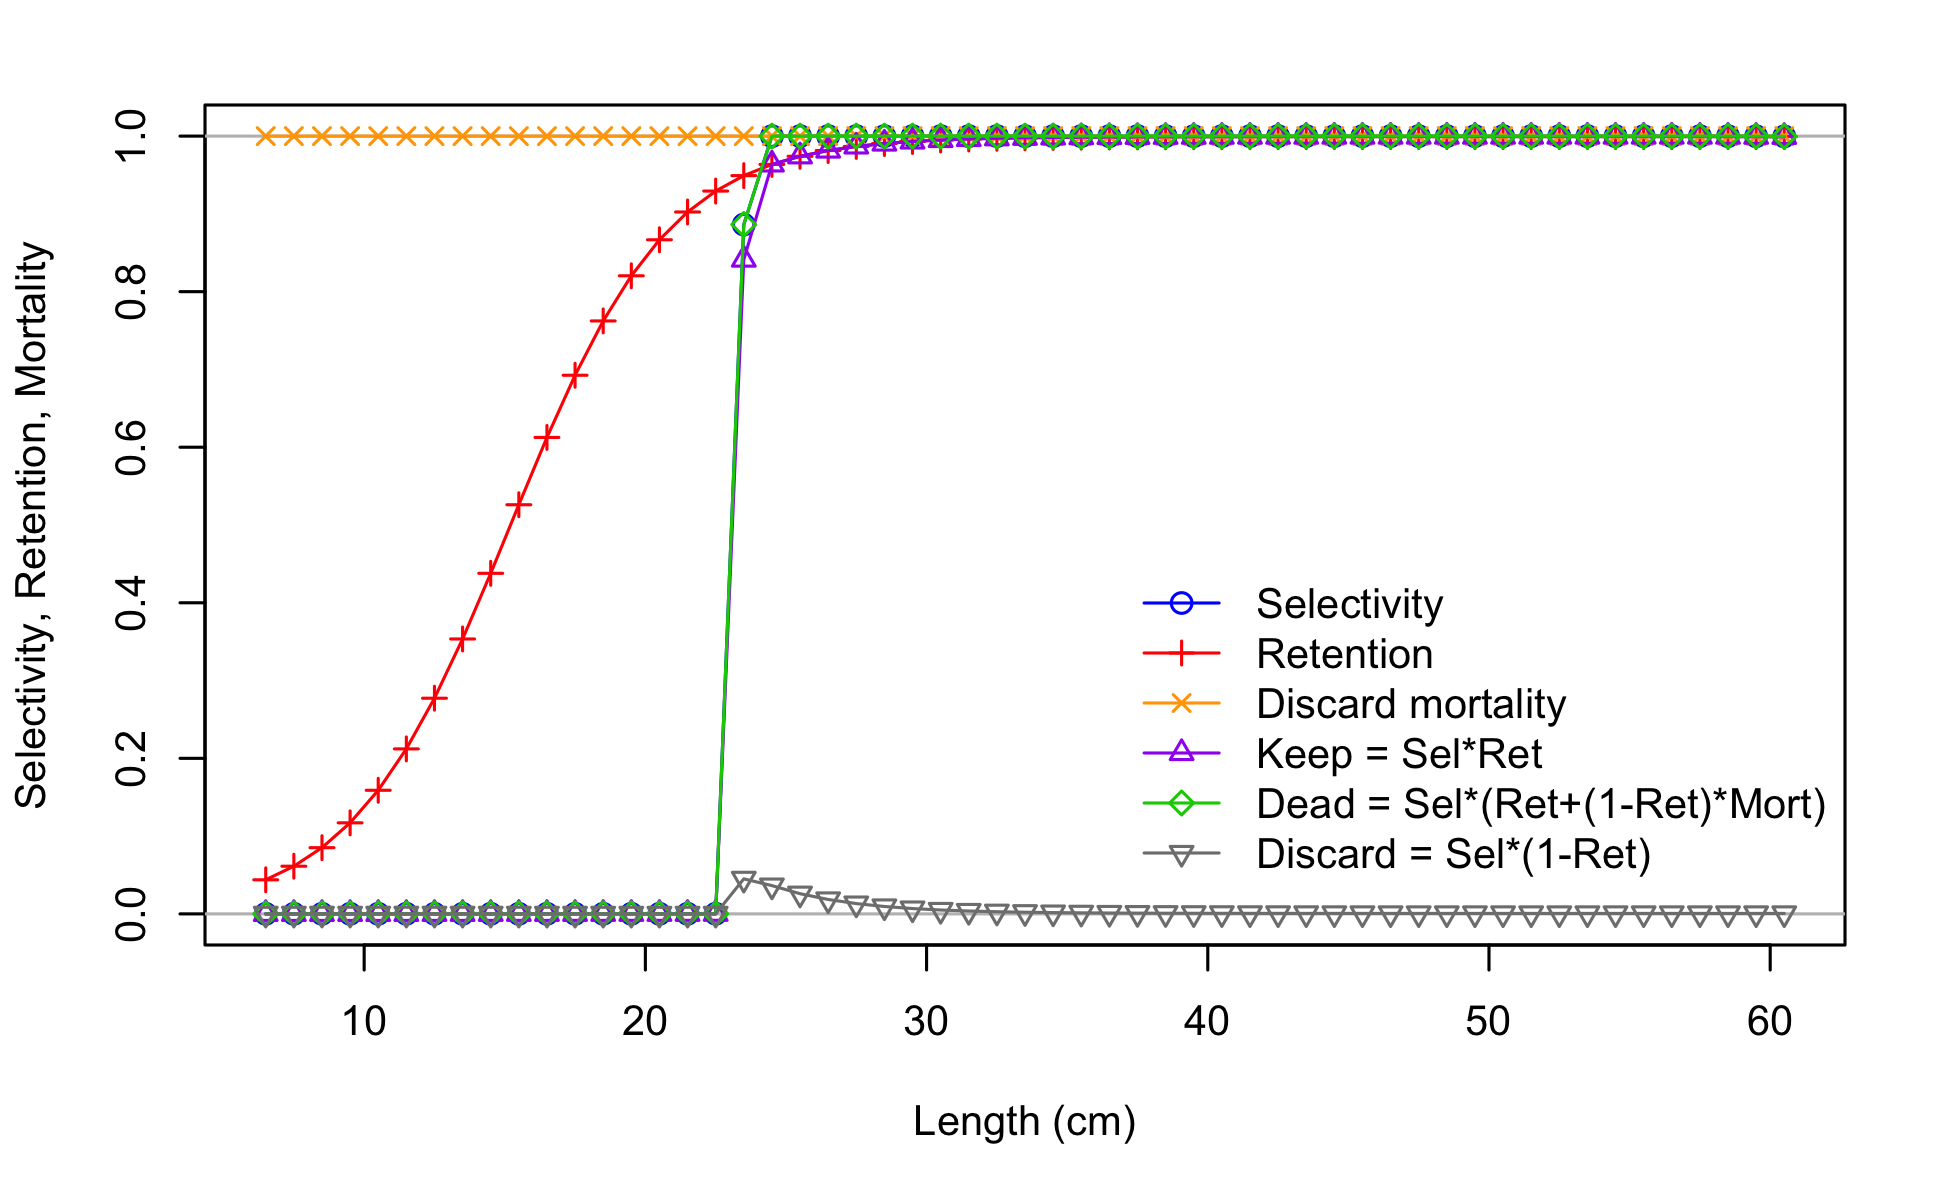 Selectivity, Retention, Mortality
1.0
0.8
0.6
0.4
0.2
0.0
Selectivity
Retention
Discard mortality
Keep = Sel*Ret
Dead = Sel*(Ret+(1-Ret)*Mort)
Discard = Sel*(1-Ret)
10 20 30 40 50 60
Length (cm)